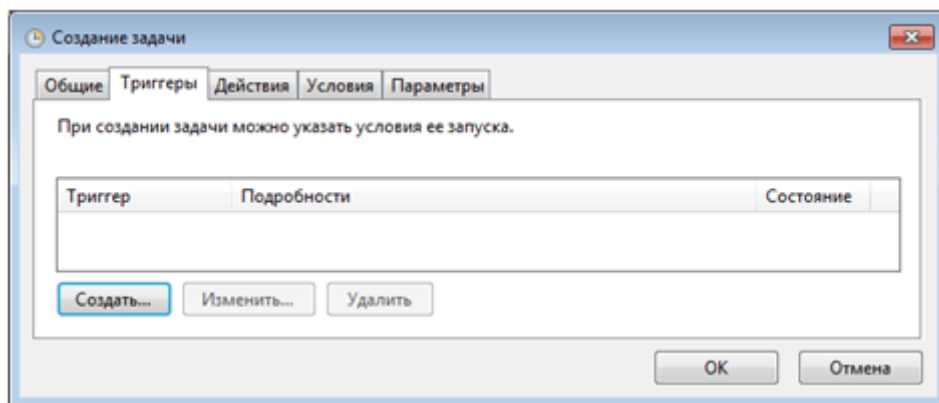 Создание задачи
Общие Триггеры Действия Условия Параметры
При создании задачи можно указать условия ее запуска.
Триггер Подробности Состояние
Создать... Изменить... Удалить
OK Отмена